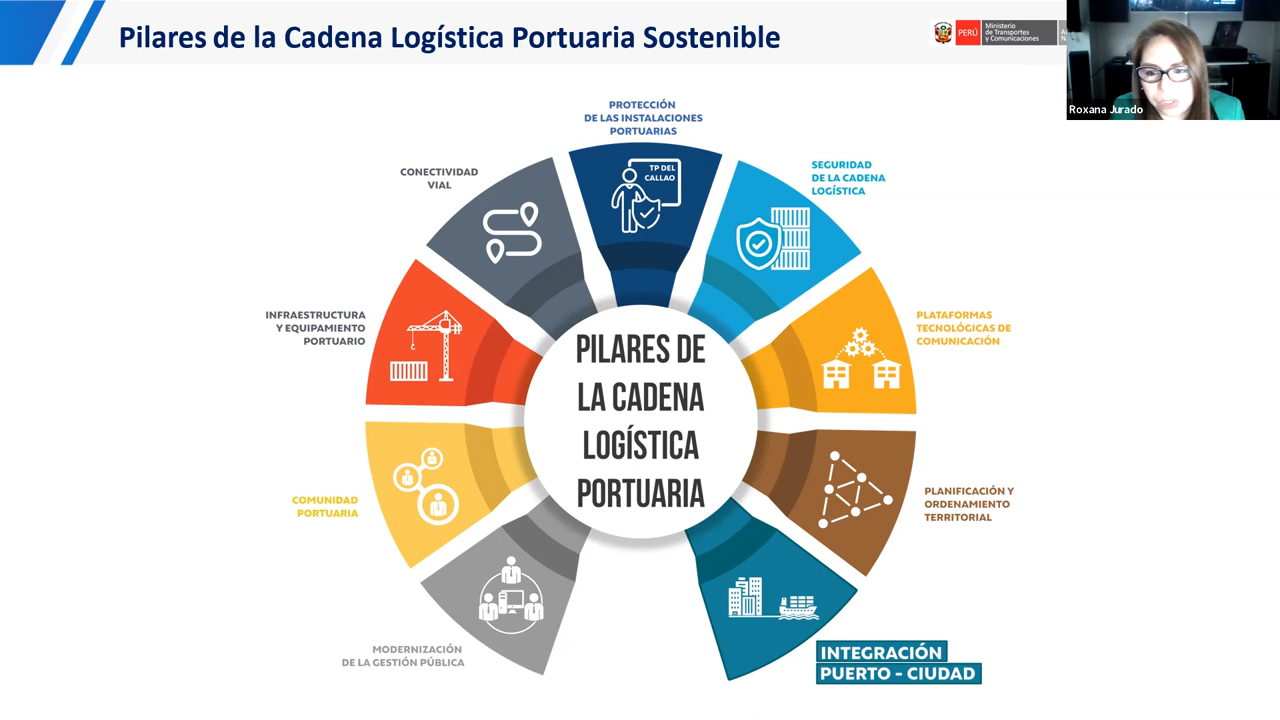 Pilares de la Cadena Logística Portuaria Sostenible
PERÚ
Ministerio
de Transportes
y Comunicaciones
Roxana Jurado
PROTECCIÓN
DE LAS INSTALACIONES
PORTUARIAS
TP DEL
CALLAO
CONECTIVIDAD
VIAL
SEGURIDAD
DE LA CADENA
LOGÍSTICA
INFRAESTRUCTURA
Y EQUIPAMIENTO
PORTUARIO
PLATAFORMAS
TECNOLÓGICAS DE
COMUNICACIÓN
PILARES DE
LA CADENA
LOGÍSTICA
PORTUARIA
COMUNIDAD
PORTUARIA
PLANIFICACIÓN Y
ORDENAMIENTO
TERRITORIAL
MODERNIZACIÓN
DE LA GESTIÓN PÚBLICA
INTEGRACIÓN
PUERTO - CIUDAD